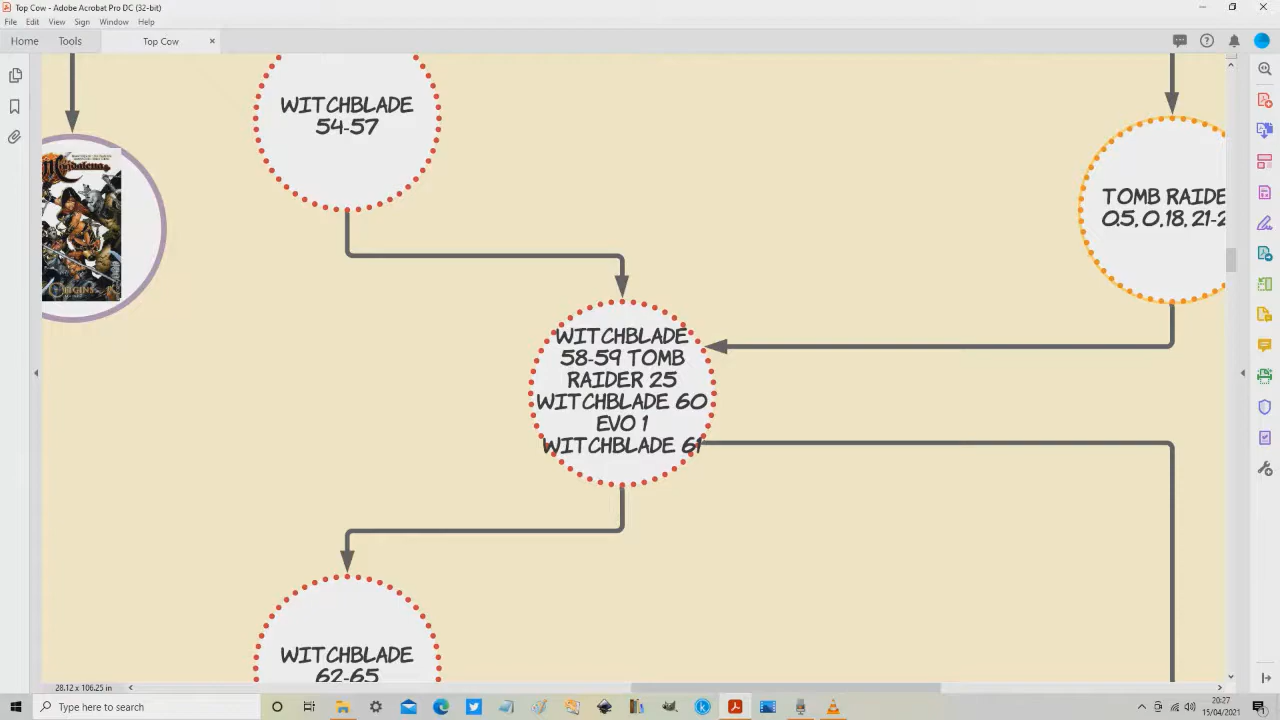 Top Cow - Adobe Acrobat Pro DC (32-bit)
File Edit View Sign Window Help
Home Tools Top Cow
WITCHBLADE
54-57
Magdalena
ORIGINS
TOMB RAIDE
0.5, 0, 18, 21-2
WITCHBLADE
58-59 TOMB
RAIDER 25
WITCHBLADE 60
EVO 1
WITCHBLADE 61
WITCHBLADE
62-65
28.12 x 106.25 in
Type here to search
20:27
15/04/2021